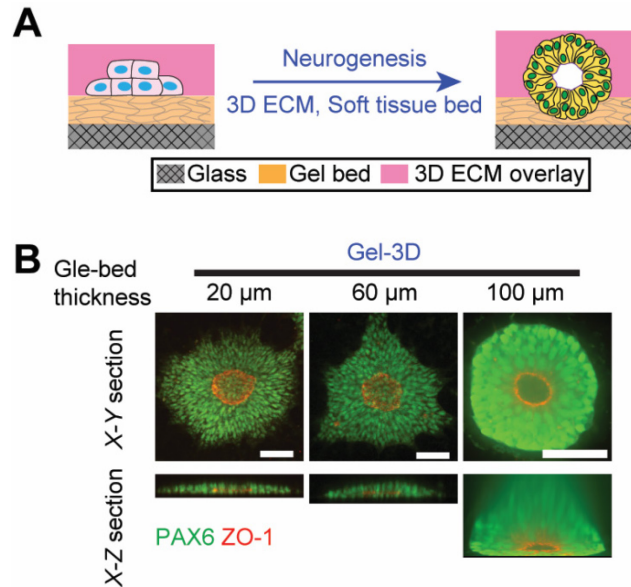 A
Neurogenesis
3D ECM, Soft tissue bed
Glass Gel bed 3D ECM overlay
B
Gel-3D
Gle-bed
thickness
20 μm 60 μm 100 μm
X-Y section
X-Z section
PAX6 ZO-1